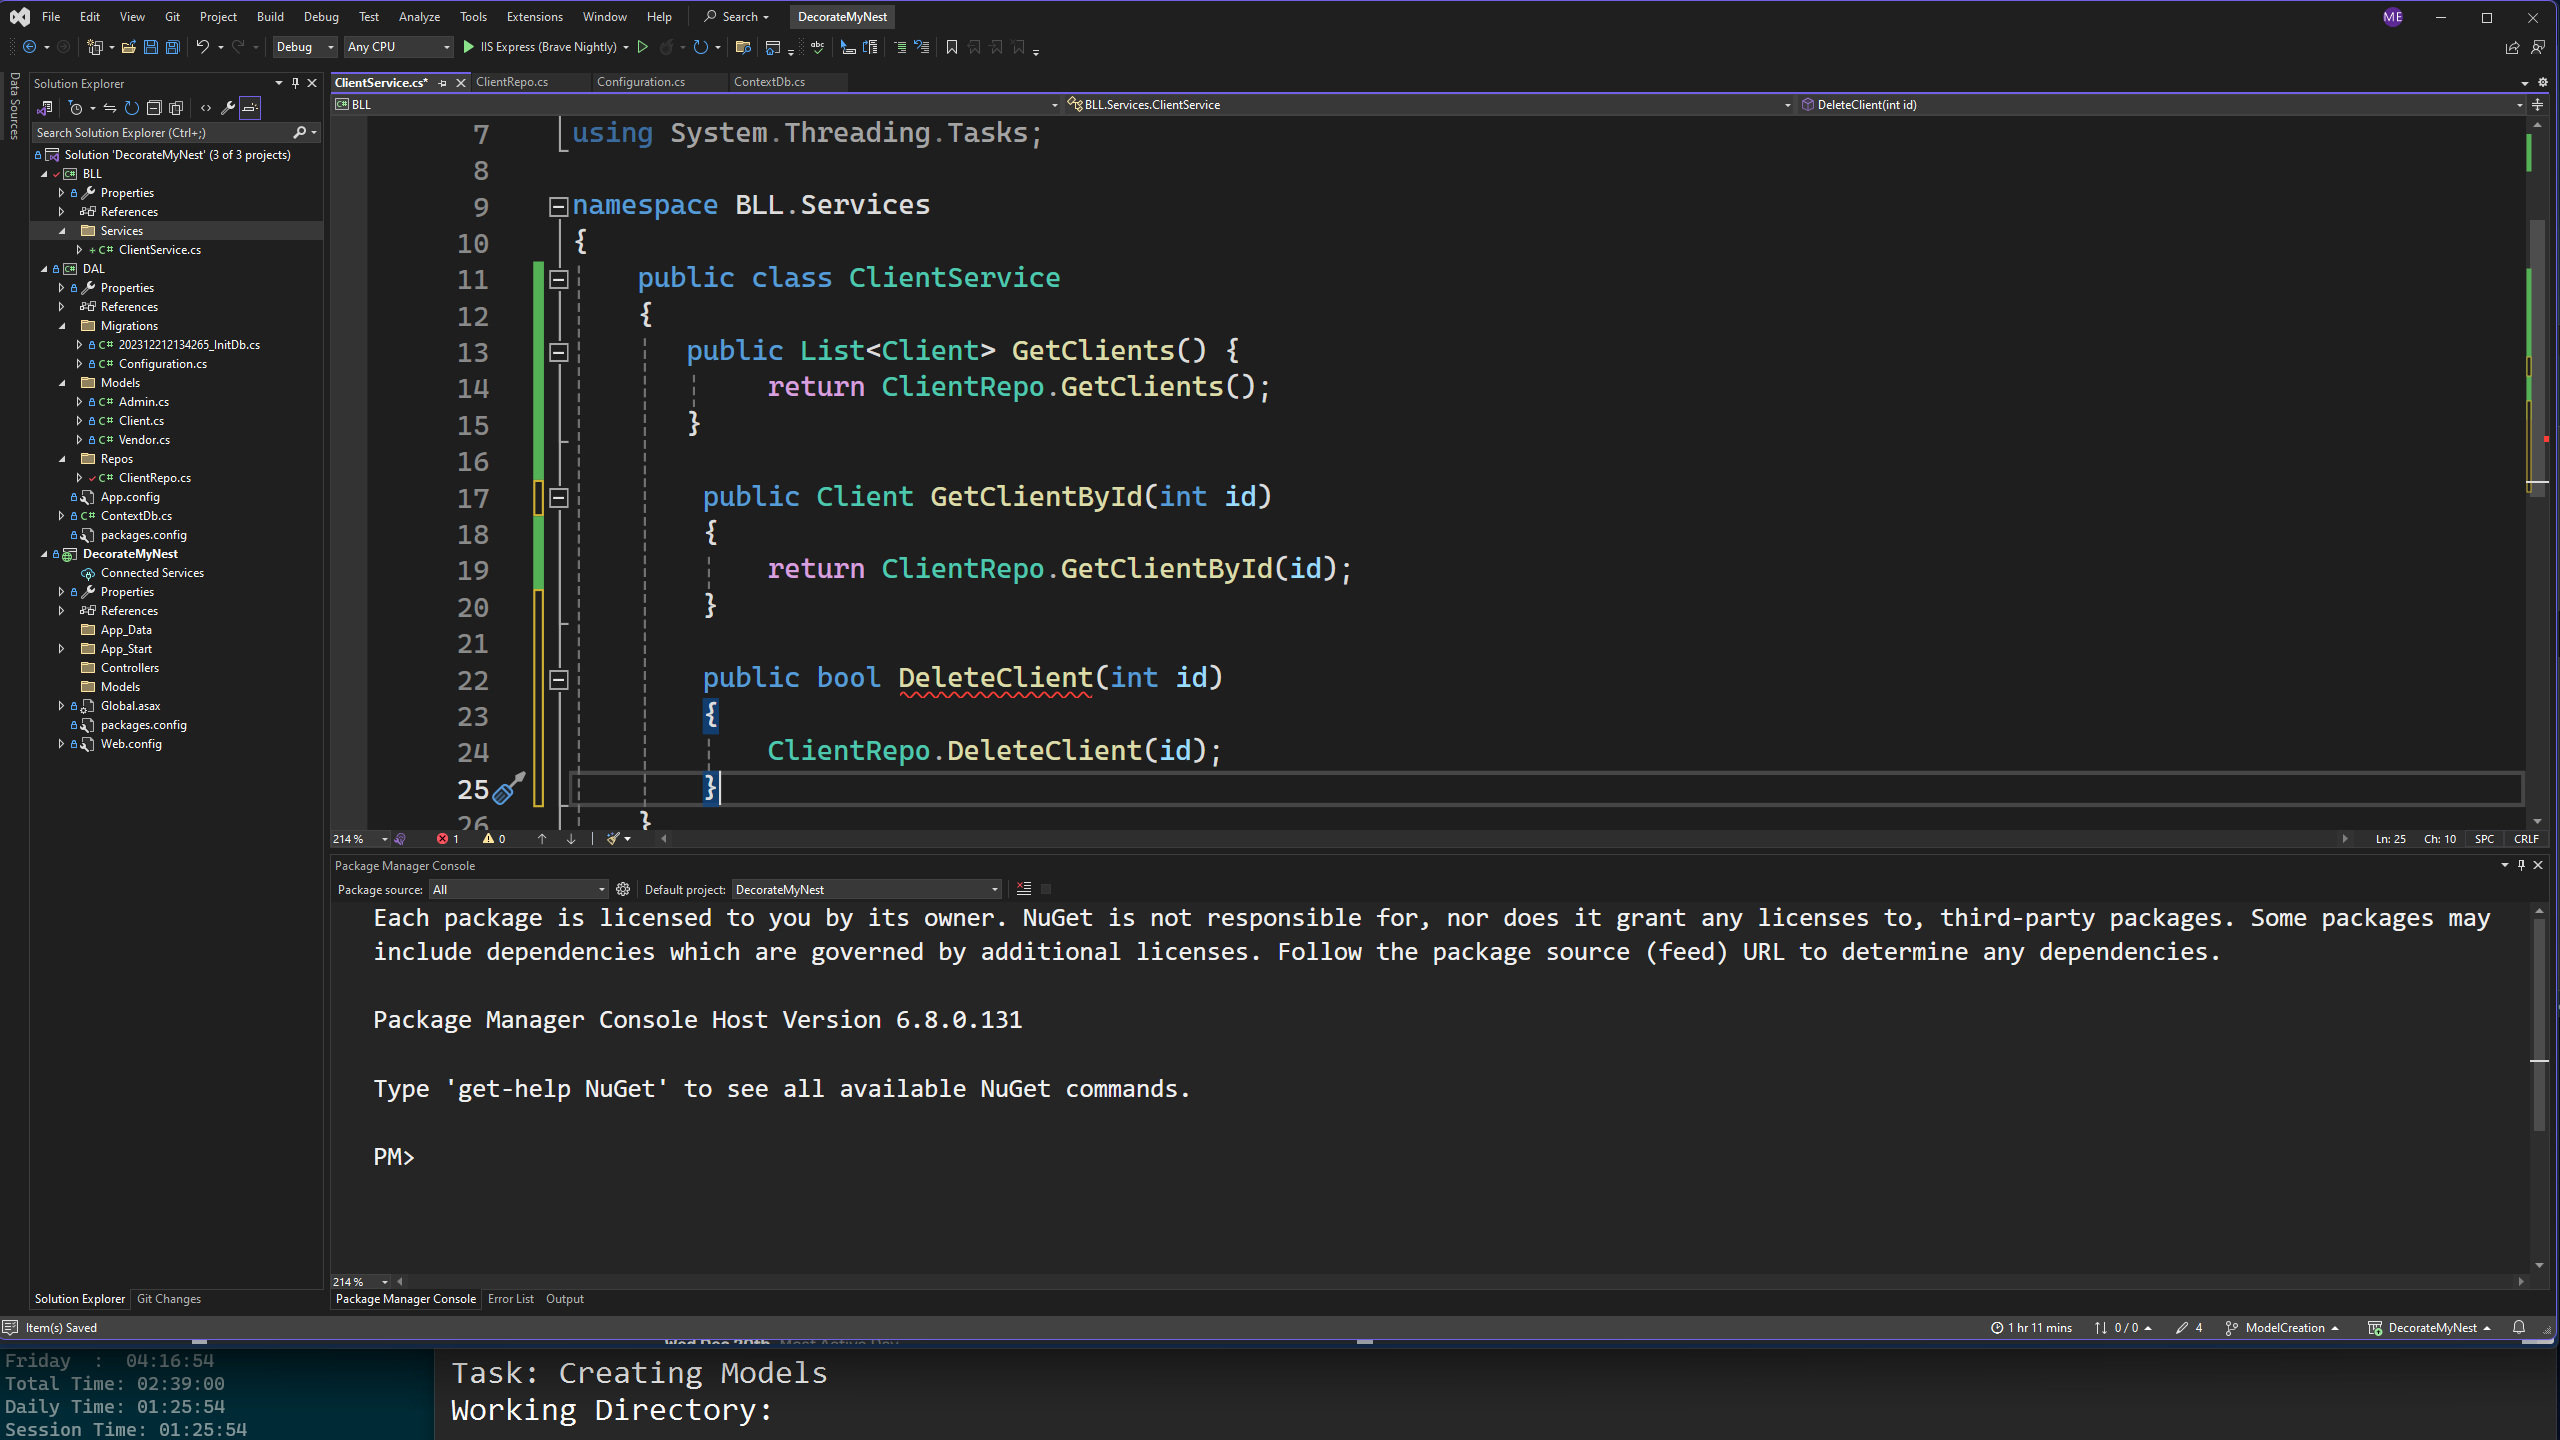 File Edit View Git Project Build Debug Test Analyze Tools Extensions Window Help Search DecorateMyNest ME
Debug Any CPU IIS Express (Brave Nightly)
Data Sources
Solution Explorer
Search Solution Explorer (Ctrl+;)
Solution 'DecorateMyNest' (3 of 3 projects)
BLL
Properties
References
Services
C# ClientService.cs
DAL
Properties
References
Migrations
C# 202312212134265_InitDb.cs
C# Configuration.cs
Models
C# Admin.cs
C# Client.cs
C# Vendor.cs
Repos
C# ClientRepo.cs
App.config
C# ContextDb.cs
packages.config
DecorateMyNest
Connected Services
Properties
References
App_Data
App_Start
Controllers
Models
Global.asax
packages.config
Web.config
Solution Explorer Git Changes
ClientService.cs* ClientRepo.cs Configuration.cs ContextDb.cs
C# BLL BLL.Services.ClientService DeleteClient(int id)
7 using System.Threading.Tasks;
8
9 namespace BLL.Services
10 {
11 public class ClientService
12 {
13 public List<Client> GetClients() {
14 return ClientRepo.GetClients();
15 }
16
17 public Client GetClientById(int id)
18 {
19 return ClientRepo.GetClientById(id);
20 }
21
22 public bool DeleteClient(int id)
23 {
24 ClientRepo.DeleteClient(id);
25 }
26 }
214 % 1 0 Ln: 25 Ch: 10 SPC CRLF
Package Manager Console
Package source: All Default project: DecorateMyNest
Each package is licensed to you by its owner. NuGet is not responsible for, nor does it grant any licenses to, third-party packages. Some packages may
include dependencies which are governed by additional licenses. Follow the package source (feed) URL to determine any dependencies.
Package Manager Console Host Version 6.8.0.131
Type 'get-help NuGet' to see all available NuGet commands.
PM>
214 %
Package Manager Console Error List Output
Item(s) Saved 1 hr 11 mins 0 / 0 4 ModelCreation DecorateMyNest
Wed Dec 20th Most Active Day
Friday : 04:16:54
Total Time: 02:39:00
Daily Time: 01:25:54
Session Time: 01:25:54
Task: Creating Models
Working Directory: